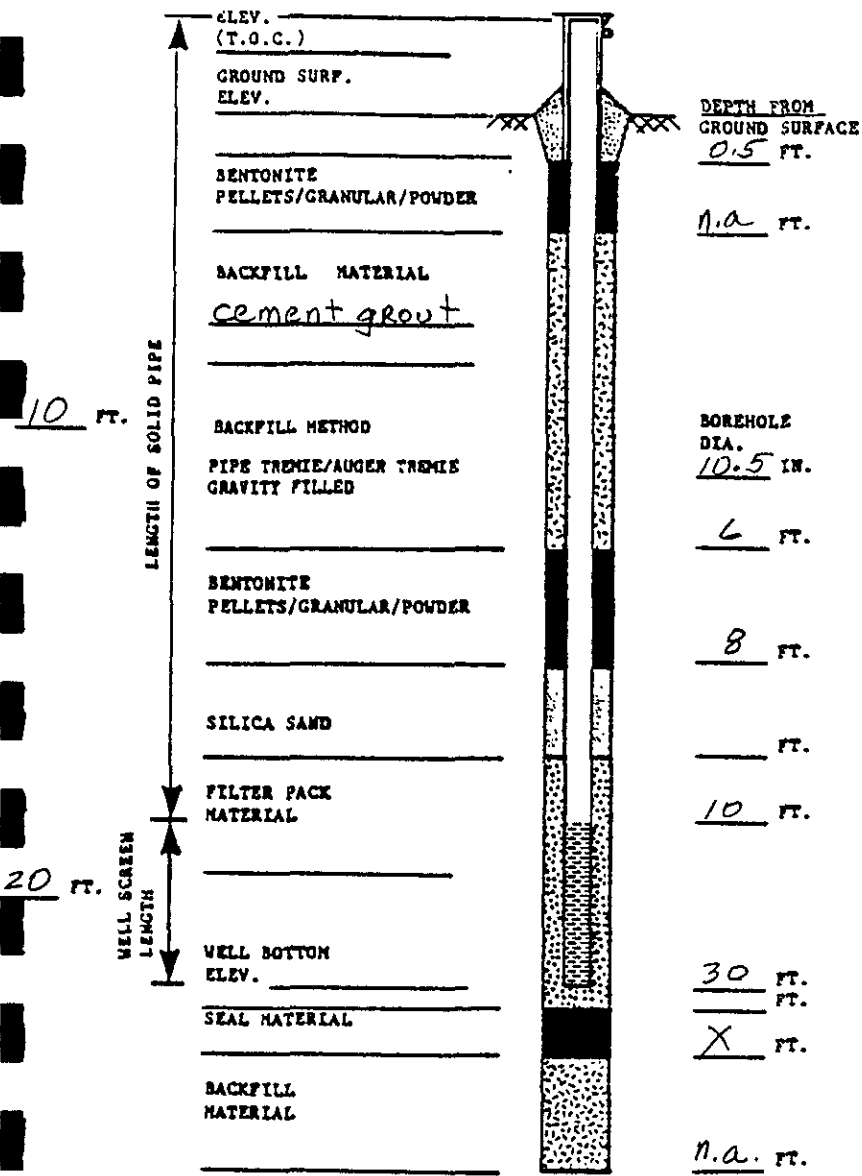 ELEV.
(T.O.C.)
GROUND SURF.
ELEV.
DEPTH FROM
GROUND SURFACE
0.5 FT.
BENTONITE
PELLETS/GRANULAR/POWDER
n.a FT.
BACKFILL MATERIAL
cement grout
LENGTH OF SOLID PIPE
10 FT.
BACKFILL METHOD
PIPE TREMIE/AUGER TREMIE
GRAVITY FILLED
BOREHOLE
DIA.
10.5 IN.
6 FT.
BENTONITE
PELLETS/GRANULAR/POWDER
8 FT.
SILICA SAND
FT.
FILTER PACK
MATERIAL
10 FT.
20 FT.
WELL SCREEN
LENGTH
WELL BOTTOM
ELEV.
30 FT.
FT.
SEAL MATERIAL
X FT.
BACKFILL
MATERIAL
n.a. FT.